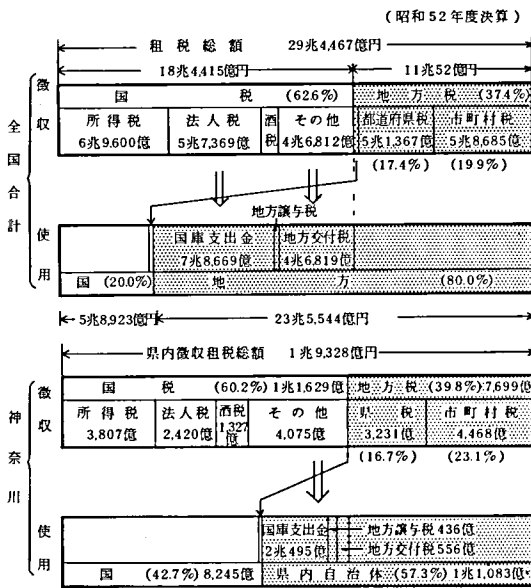 (昭和52年度決算)
租税総額 29兆4,467億円
18兆4,415億円 11兆52億円
全国合計
徴収
国税 (62.6%) 地方税 (37.4%)
所得税 法人税 酒税 その他 都道府県税 市町村税
6兆9,600億 5兆7,369億 4兆6,812億 5兆1,367億 5兆8,685億
(17.4%) (19.9%)
地方譲与税
使用
国庫支出金 地方交付税
7兆8,669億 4兆6,819億
国 (20.0%) 地方 (80.0%)
5兆8,923億円 23兆5,544億円
県内徴収租税総額 1兆9,328億円
神奈川
徴収
国税 (60.2%) 1兆1,629億 地方税 (39.8%) 7,699億
所得税 法人税 酒税 その他 県税 市町村税
3,807億 2,420億 1,327億 4,075億 3,231億 4,468億
(16.7%) (23.1%)
使用
国庫支出金 地方譲与税436億
2兆495億 地方交付税556億
国 (42.7%) 8,245億 県内自治体 (57.3%) 1兆1,083億